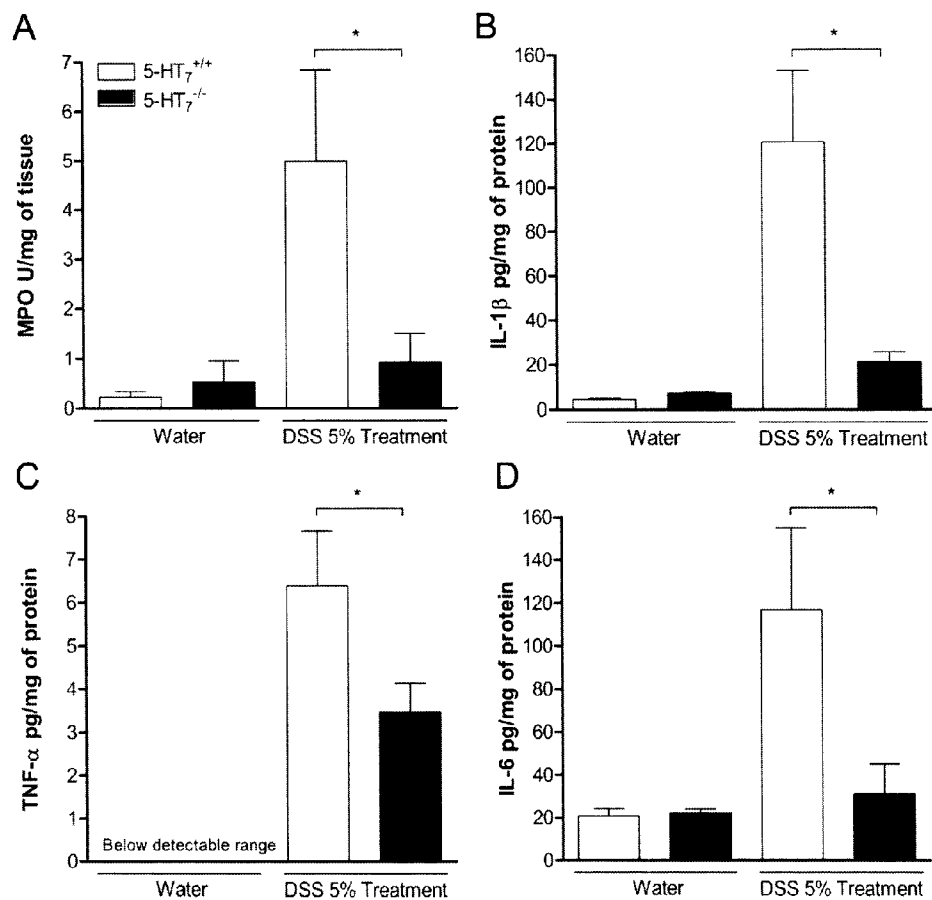 A
*
7
6
5
4
3
2
1
0
MPO U/mg of tissue
5-HT7+/+
5-HT7-/-
Water
DSS 5% Treatment
B
*
160
140
120
100
80
60
40
20
0
IL-1β pg/mg of protein
Water
DSS 5% Treatment
C
*
8
7
6
5
4
3
2
1
0
TNF-α pg/mg of protein
Below detectable range
Water
DSS 5% Treatment
D
*
160
140
120
100
80
60
40
20
0
IL-6 pg/mg of protein
Water
DSS 5% Treatment